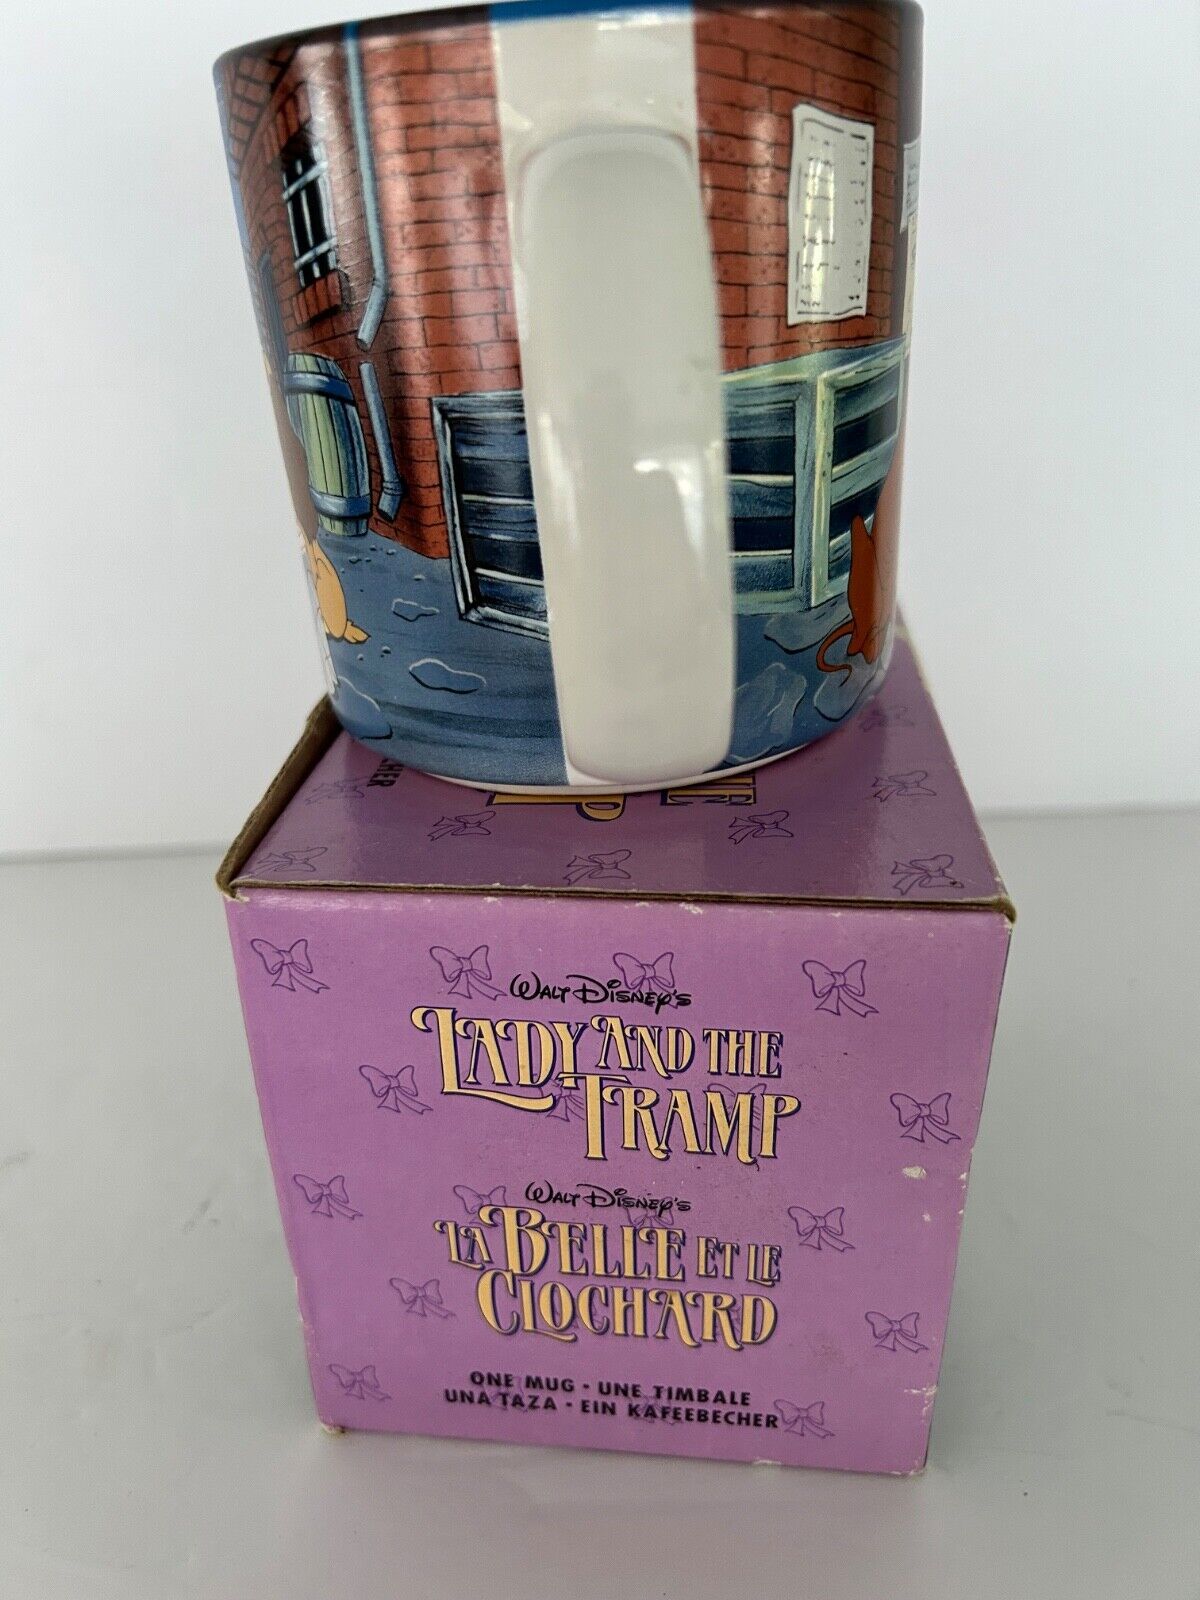 WALT DISNEY'S
LADY AND THE
TRAMP
WALT DISNEY'S
LA BELLE ET LE
CLOCHARD
ONE MUG • UNE TIMBALE
UNA TAZA • EIN KAFEEBECHER